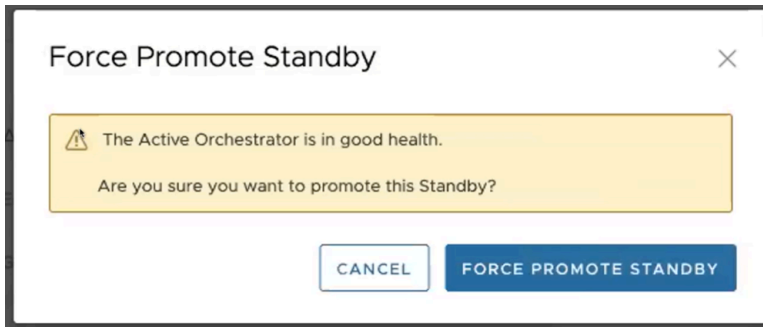 Force Promote Standby
The Active Orchestrator is in good health.
Are you sure you want to promote this Standby?
CANCEL
FORCE PROMOTE STANDBY